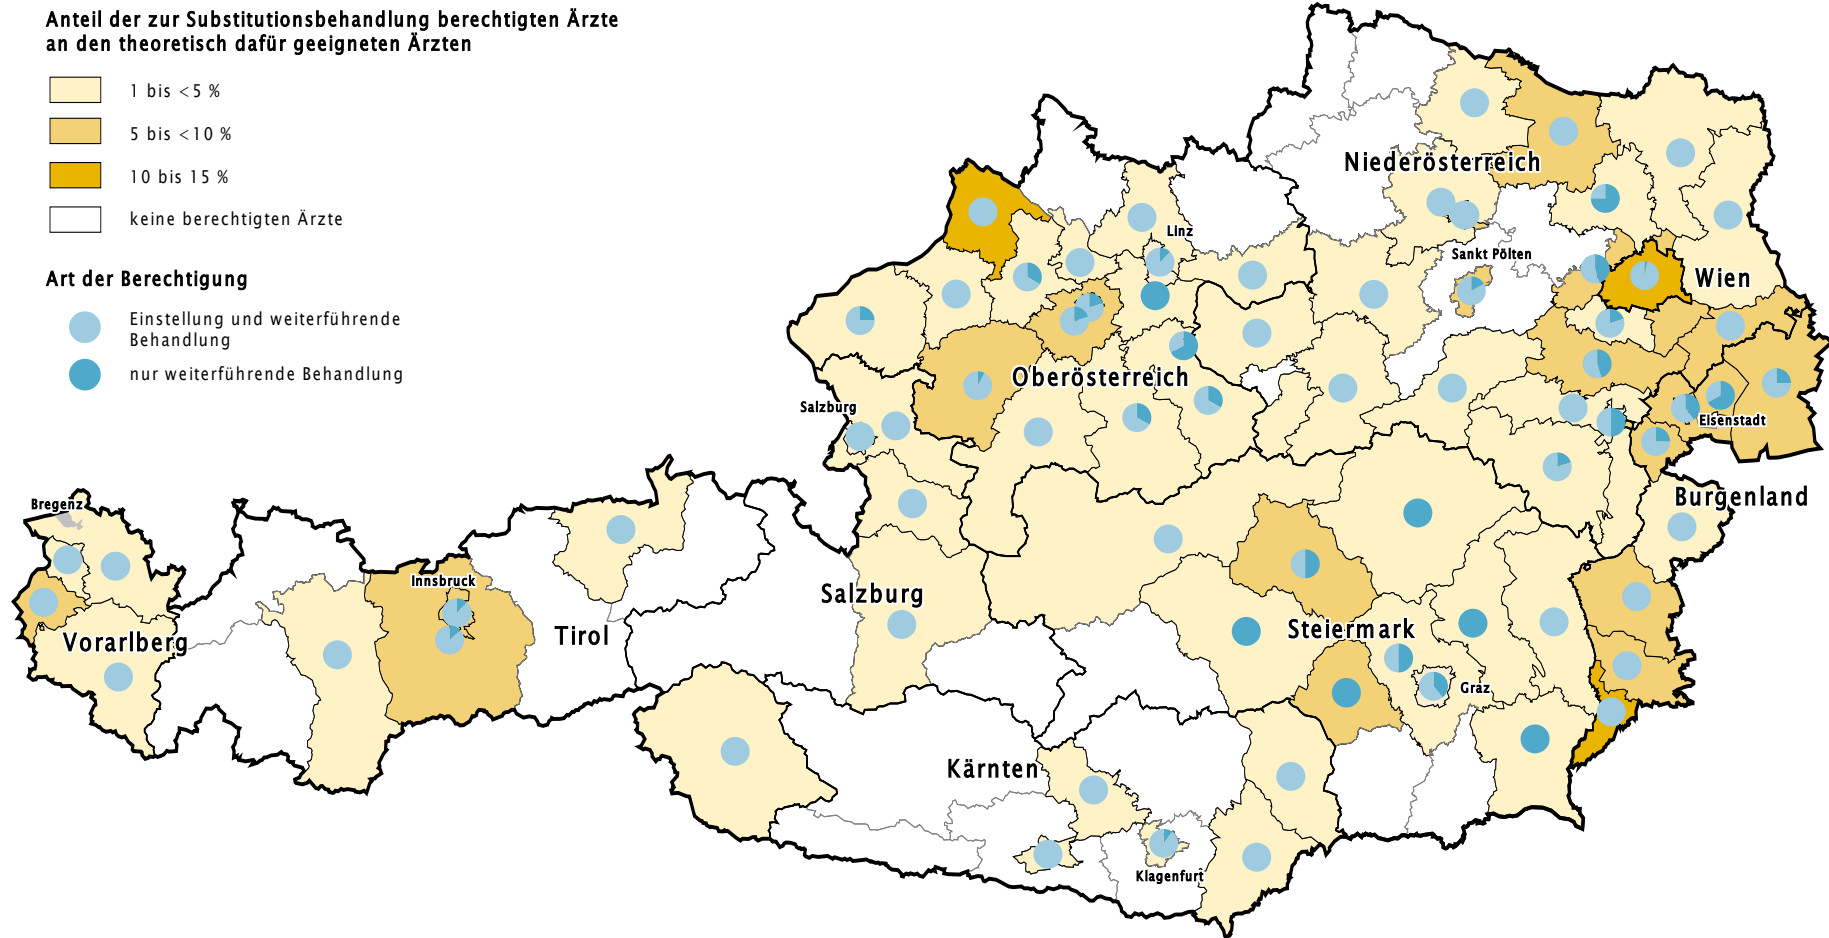 Anteil der zur Substitutionsbehandlung berechtigten Ärzte
an den theoretisch dafür geeigneten Ärzten
1 bis <5 %
5 bis <10 %
10 bis 15 %
keine berechtigten Ärzte
Art der Berechtigung
Einstellung und weiterführende
Behandlung
nur weiterführende Behandlung
Niederösterreich
Linz
Sankt Pölten
Wien
Oberösterreich
Salzburg
Eisenstadt
Bregenz
Burgenland
Innsbruck
Salzburg
Vorarlberg
Tirol
Steiermark
Graz
Kärnten
Klagenfurt